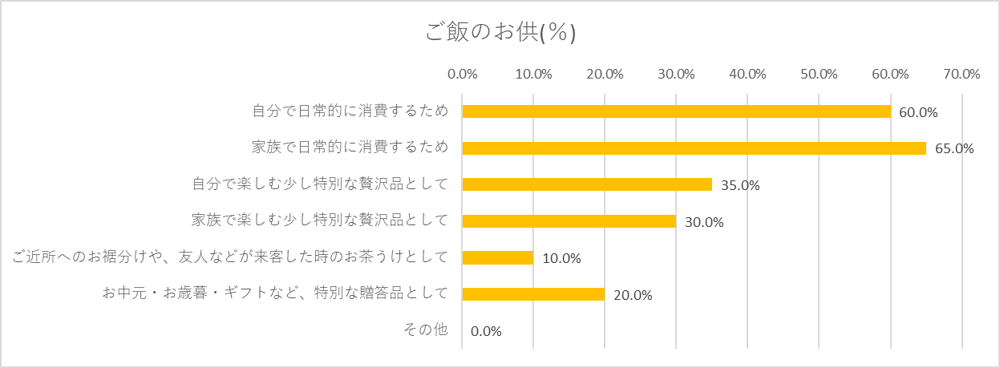 ご飯のお供(％)
0.0% 10.0% 20.0% 30.0% 40.0% 50.0% 60.0% 70.0%
自分で日常的に消費するため 60.0%
家族で日常的に消費するため 65.0%
自分で楽しむ少し特別な贅沢品として 35.0%
家族で楽しむ少し特別な贅沢品として 30.0%
ご近所へのお裾分けや、友人などが来客した時のお茶うけとして 10.0%
お中元・お歳暮・ギフトなど、特別な贈答品として 20.0%
その他 0.0%